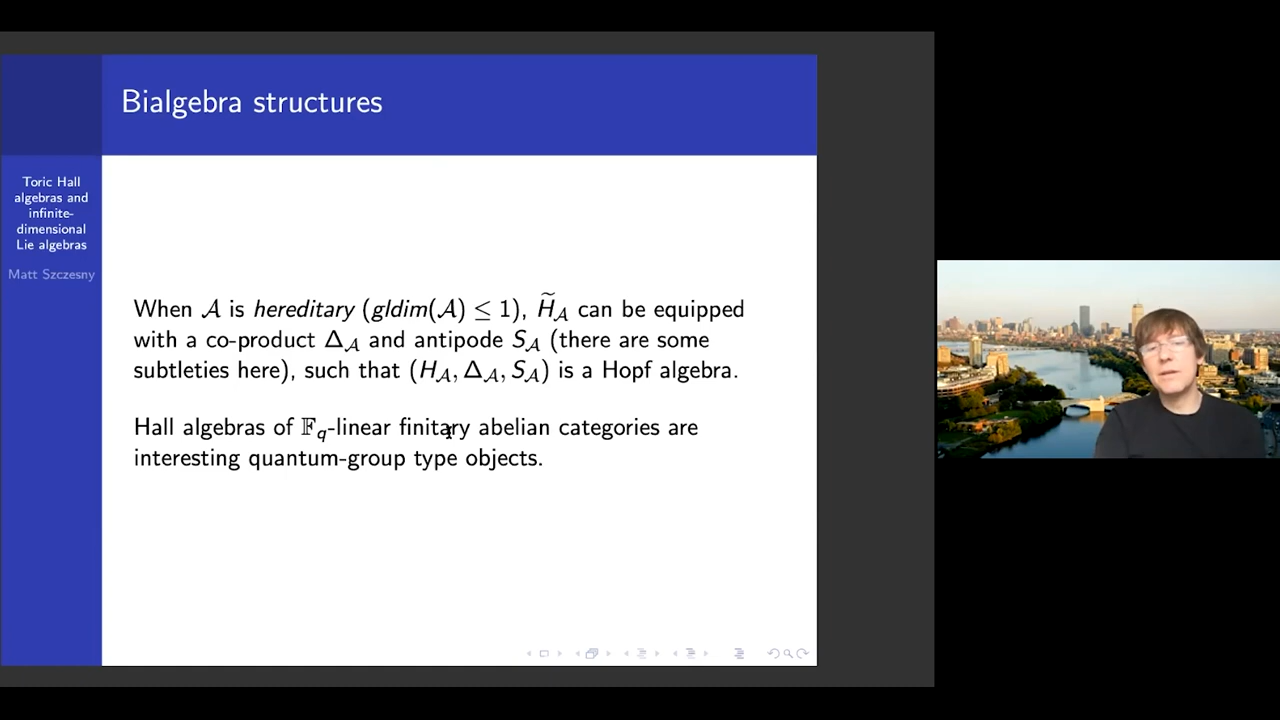 Bialgebra structures
Toric Hall
algebras and
infinite-
dimensional
Lie algebras
Matt Szczesny
When 𝒜 is hereditary (gldim(𝒜) ≤ 1), H̃_𝒜 can be equipped
with a co-product Δ_𝒜 and antipode S_𝒜 (there are some
subtleties here), such that (H_𝒜, Δ_𝒜, S_𝒜) is a Hopf algebra.
Hall algebras of 𝔽_q-linear finitary abelian categories are
interesting quantum-group type objects.